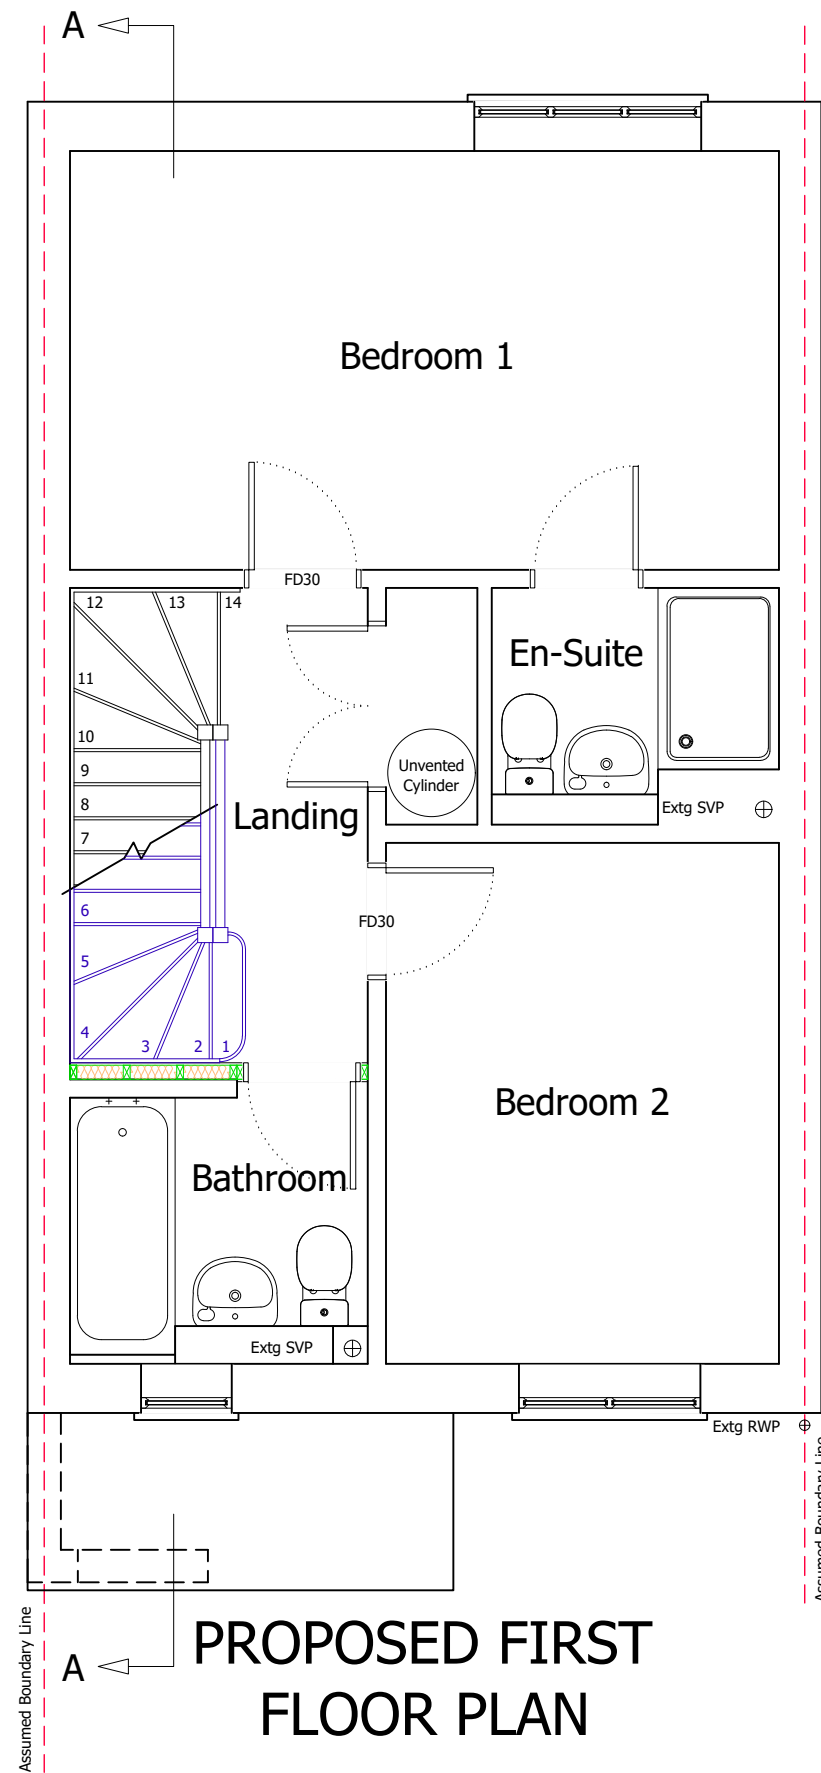 A
Bedroom 1
FD30
12
13
14
11
En-Suite
10
9
Unvented
Cylinder
8
Landing
Extg SVP
7
6
FD30
5
4
3
2
1
Bedroom 2
Bathroom
Extg SVP
Extg RWP
Assumed Boundary Line
Assumed Boundary Line
A
PROPOSED FIRST
FLOOR PLAN